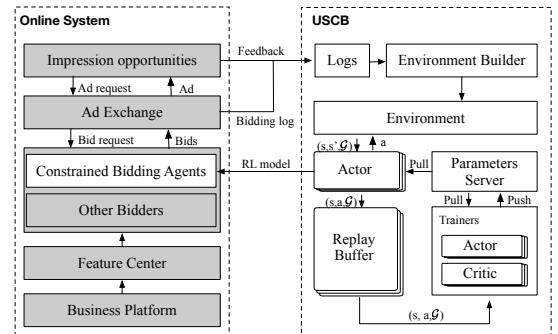 Online System
USCB
Impression opportunities
Feedback
Logs
Environment Builder
Ad request
Ad
Ad Exchange
Bidding log
Environment
Bid request
Bids
(s,s',𝒢)
a
Constrained Bidding Agents
RL model
Actor
Pull
Parameters
Server
Other Bidders
(s,a,𝒢)
Pull
Push
Trainers
Replay
Buffer
Actor
Critic
Feature Center
Business Platform
(s, a,𝒢)